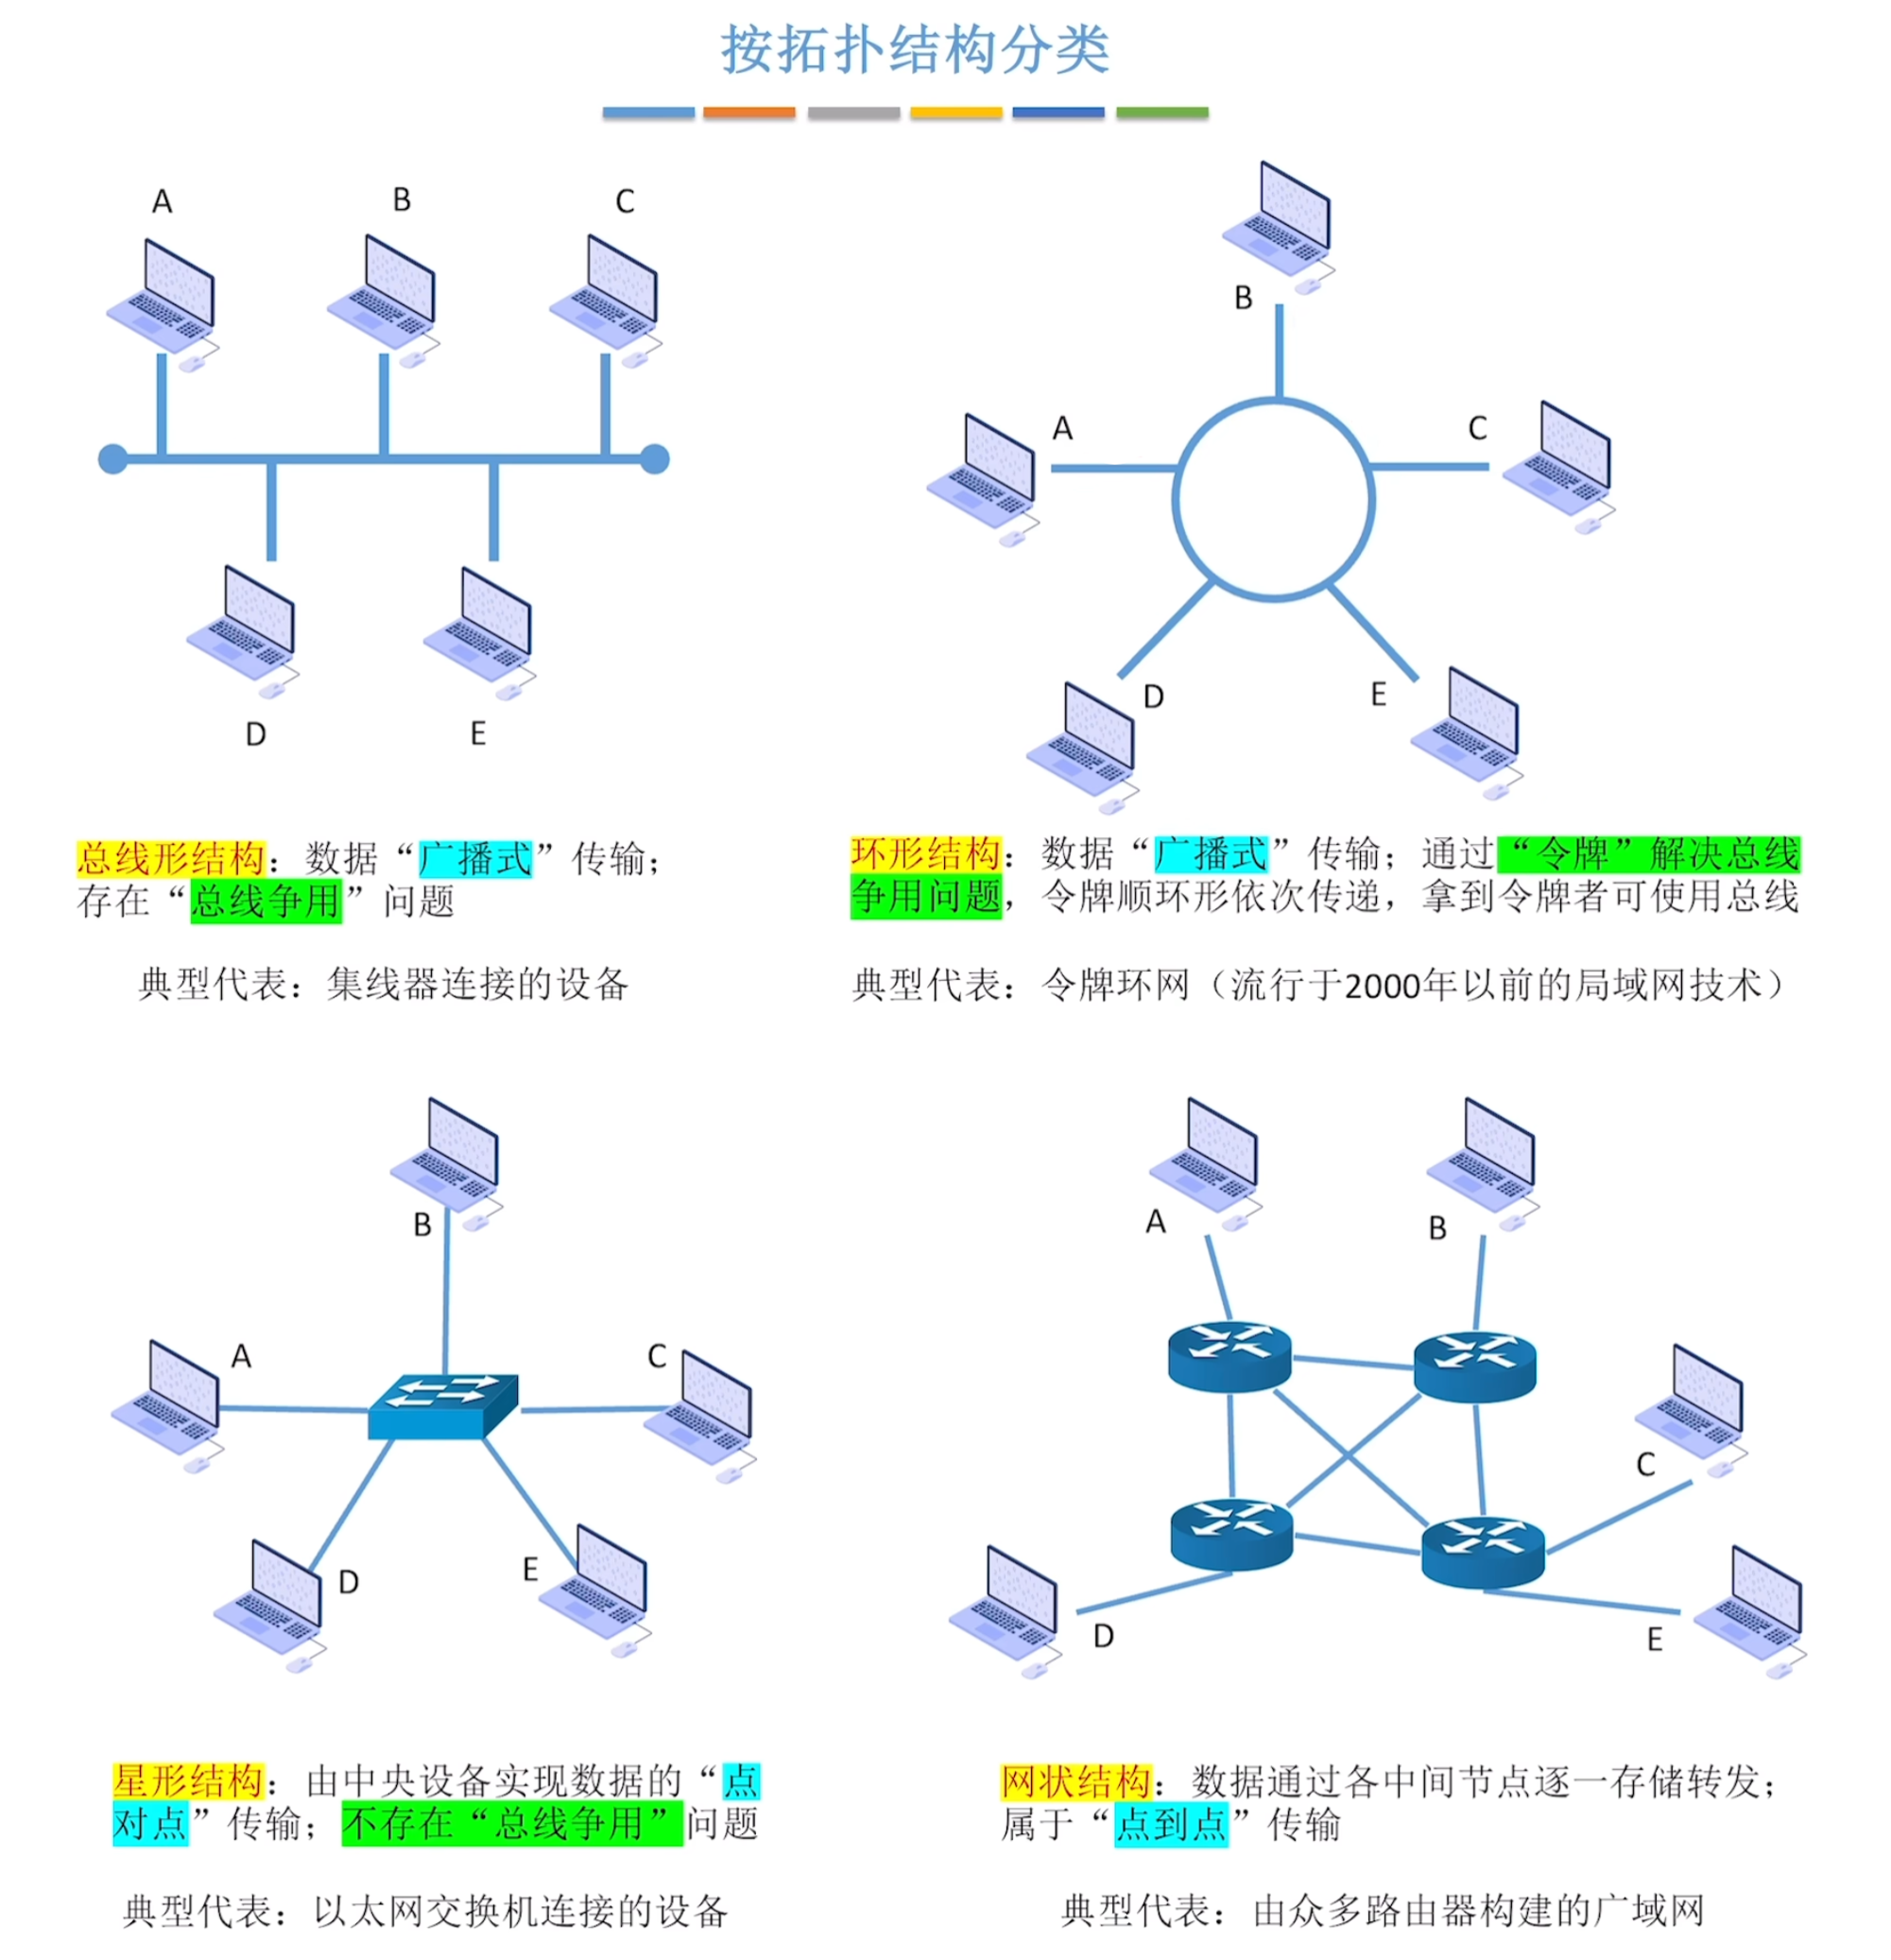 按拓扑结构分类
A
B
C
D
E
总线形结构：数据“广播式”传输；
存在“总线争用”问题
典型代表：集线器连接的设备
B
A
C
D
E
环形结构：数据“广播式”传输；通过“令牌”解决总线
争用问题，令牌顺环形依次传递，拿到令牌者可使用总线
典型代表：令牌环网（流行于2000年以前的局域网技术）
B
A
C
D
E
星形结构：由中央设备实现数据的“点
对点”传输；不存在“总线争用”问题
典型代表：以太网交换机连接的设备
A
B
C
D
E
网状结构：数据通过各中间节点逐一存储转发；
属于“点到点”传输
典型代表：由众多路由器构建的广域网